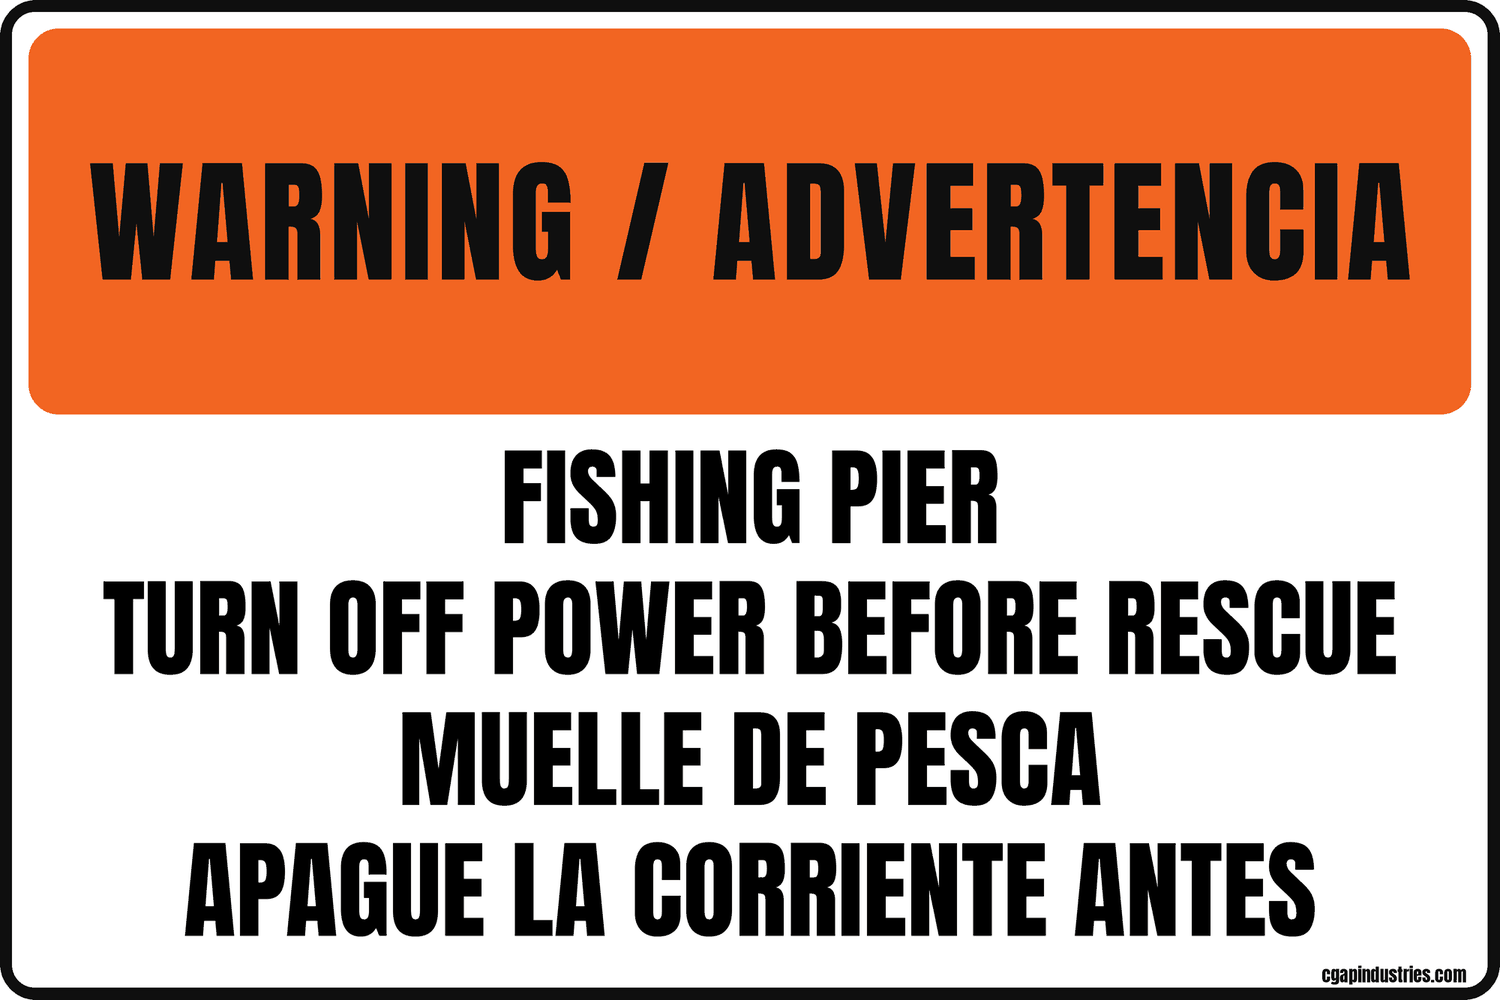 WARNING / ADVERTENCIA
FISHING PIER
TURN OFF POWER BEFORE RESCUE
MUELLE DE PESCA
APAGUE LA CORRIENTE ANTES
cgapindustries.com